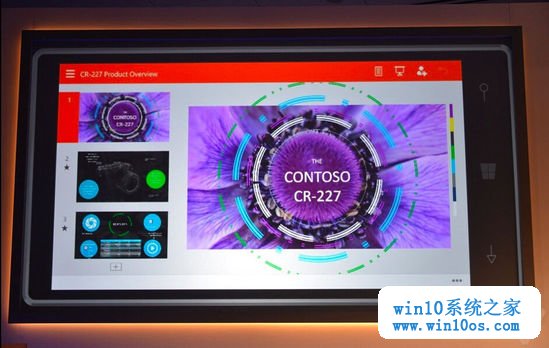 CR-227 Product Overview
1
THE
CONTOSO
CR-227
2
3
THE
CONTOSO
CR-227
win10系统之家
www.win10os.com